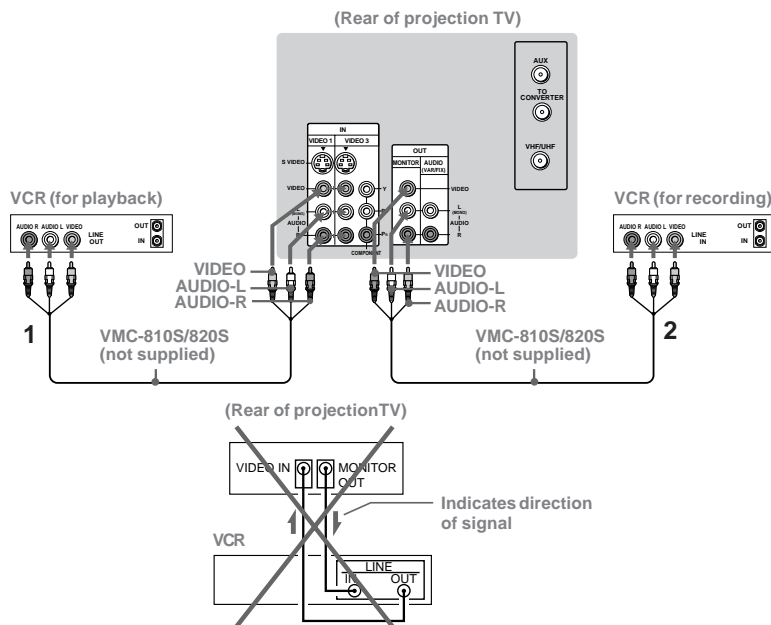 (Rear of projection TV)
AUX
TO
CONVERTER
VHF/UHF
IN
VIDEO 1 VIDEO 3
S VIDEO
VIDEO
Y
L
(MONO)
AUDIO
R
COMPONENT
OUT
MONITOR AUDIO
(VAR/FIX)
VIDEO
L
(MONO)
AUDIO
R
VCR (for playback)
AUDIO R AUDIO L VIDEO
LINE
OUT
OUT
IN
VCR (for recording)
AUDIO R AUDIO L VIDEO
LINE
IN
OUT
IN
VIDEO
AUDIO-L
AUDIO-R
VIDEO
AUDIO-L
AUDIO-R
1
VMC-810S/820S
(not supplied)
VMC-810S/820S
(not supplied)
2
(Rear of projectionTV)
VIDEO IN
MONITOR
OUT
Indicates direction
of signal
VCR
LINE
IN OUT